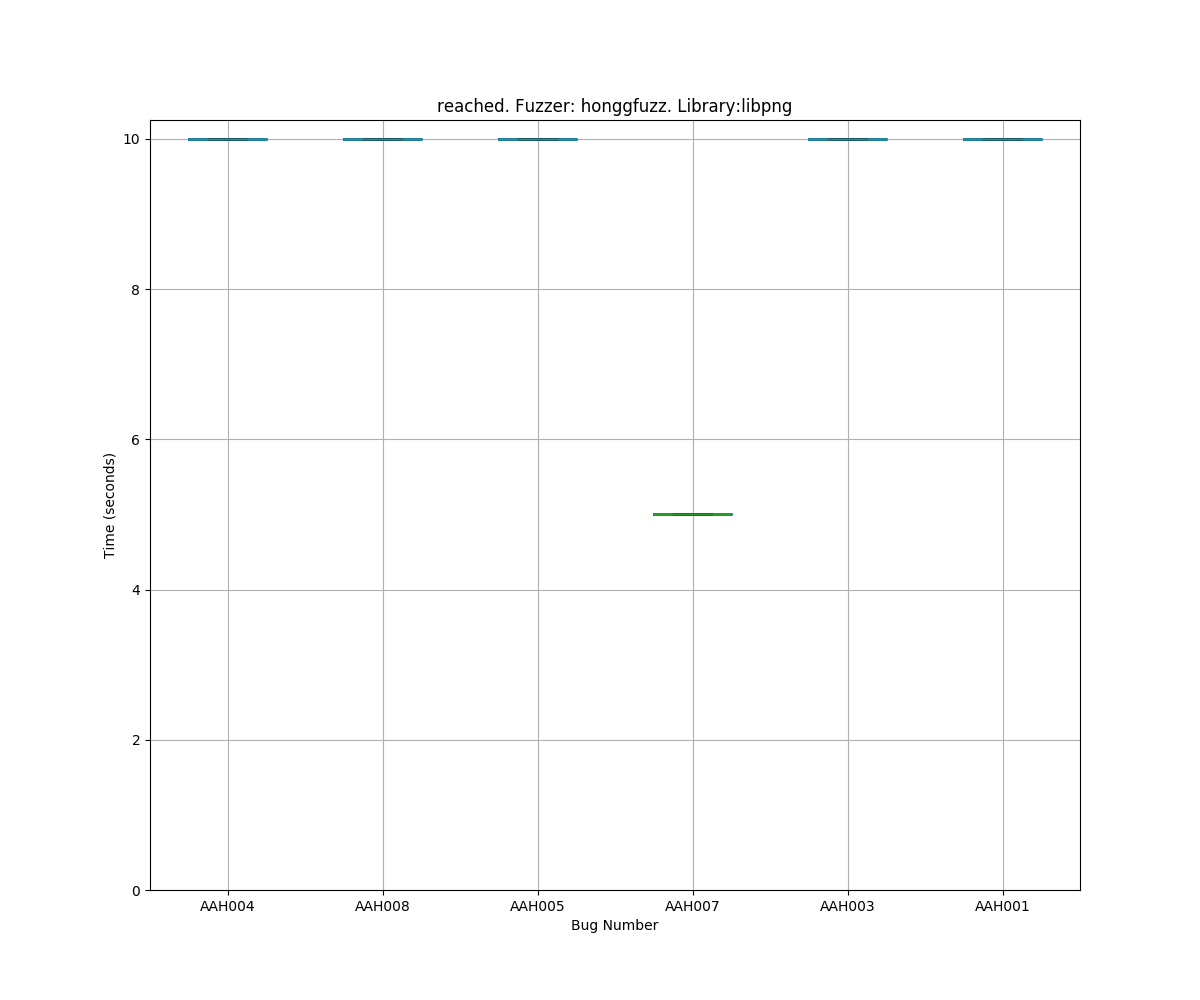 reached. Fuzzer: honggfuzz. Library:libpng
10
8
6
4
2
0
Time (seconds)
AAH004 AAH008 AAH005 AAH007 AAH003 AAH001
Bug Number